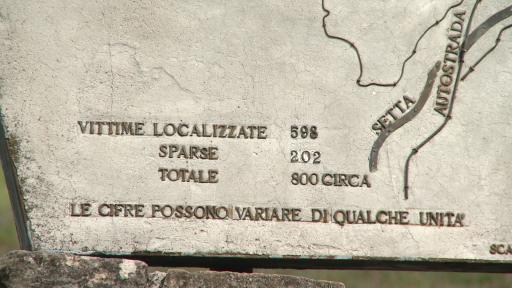 AUTOSTRADA
SETTA
VITTIME LOCALIZZATE 598
SPARSE 202
TOTALE 800 CIRCA
LE CIFRE POSSONO VARIARE DI QUALCHE UNITA'